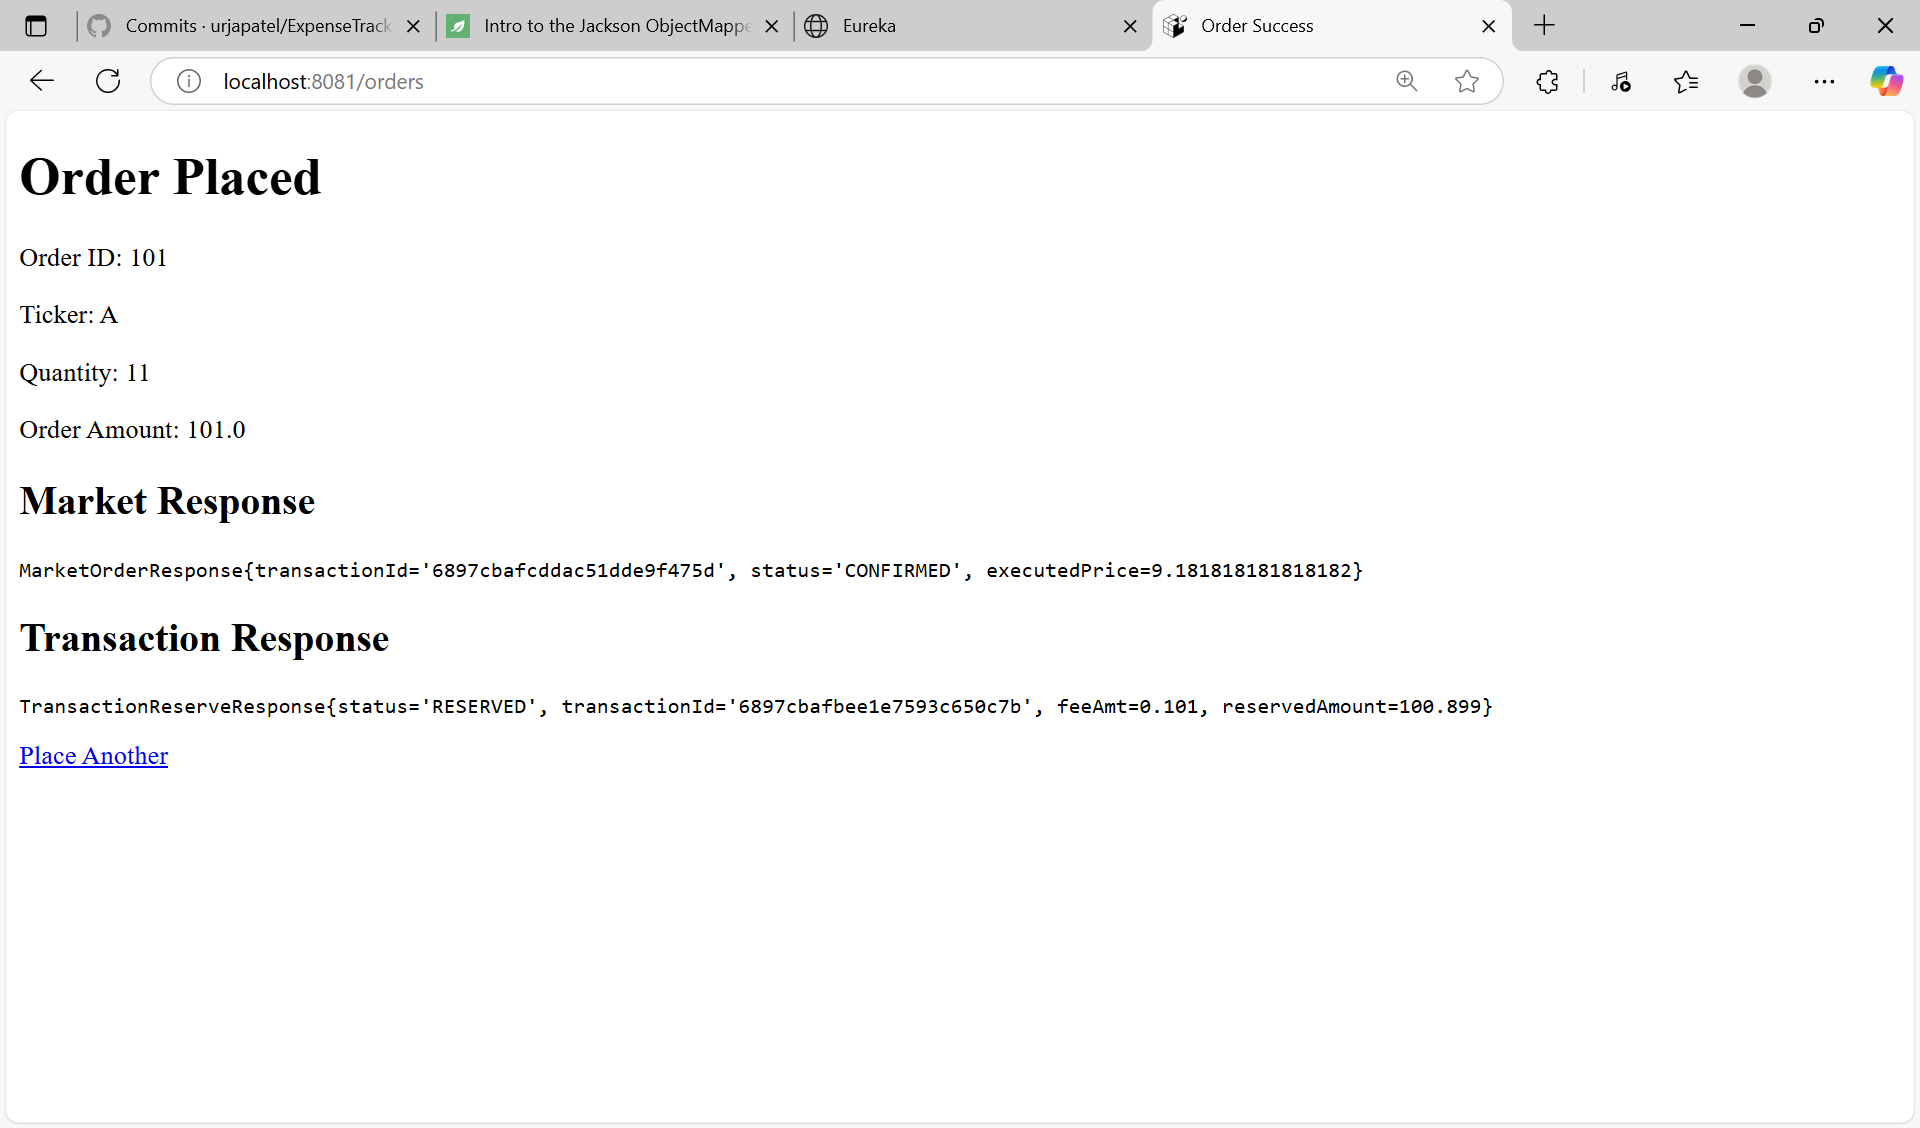 Commits · urjapatel/ExpenseTrack
Intro to the Jackson ObjectMappe
Eureka
Order Success
localhost:8081/orders
Order Placed
Order ID: 101
Ticker: A
Quantity: 11
Order Amount: 101.0
Market Response
MarketOrderResponse{transactionId='6897cbafcddac51dde9f475d', status='CONFIRMED', executedPrice=9.181818181818182}
Transaction Response
TransactionReserveResponse{status='RESERVED', transactionId='6897cbafbee1e7593c650c7b', feeAmt=0.101, reservedAmount=100.899}
Place Another